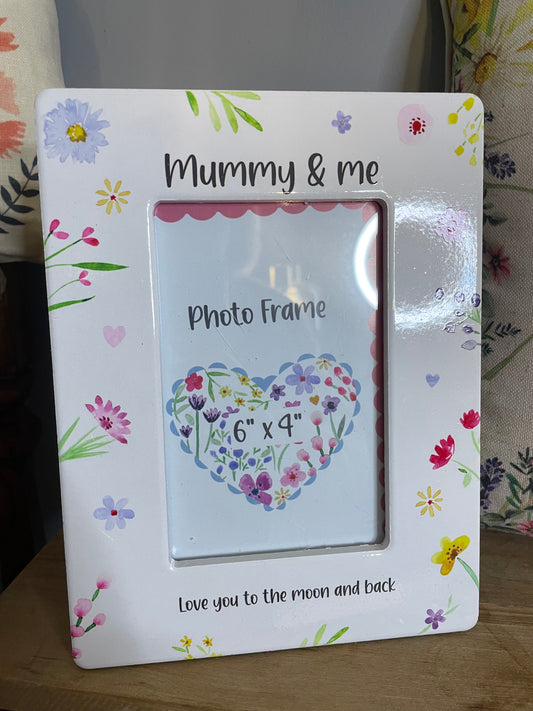 Mummy & me
Photo Frame
6" x 4"
Love you to the moon and back